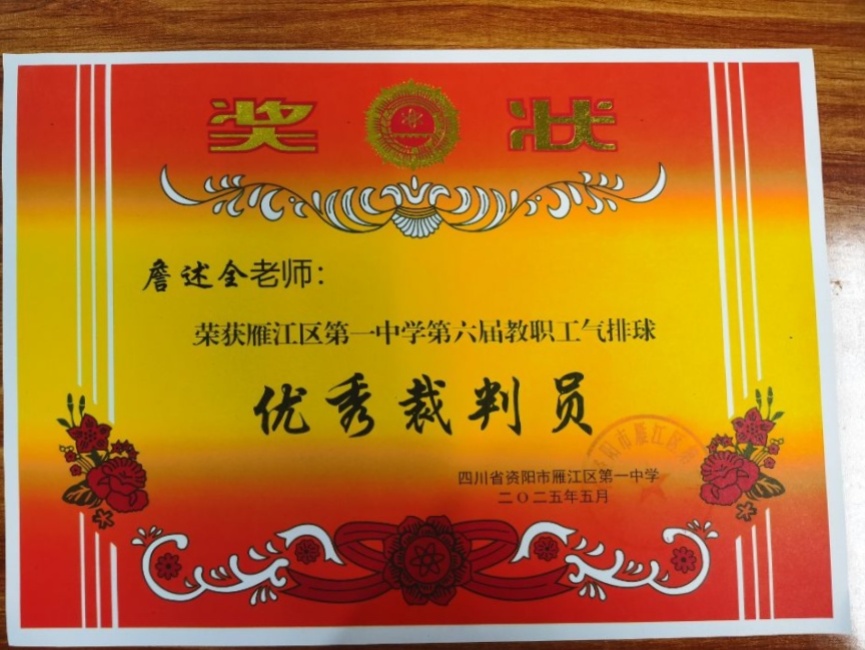 奖 状
詹述全老师：
荣获雁江区第一中学第六届教职工气排球
优秀裁判员
四川省资阳市雁江区第一中学
二〇二五年五月